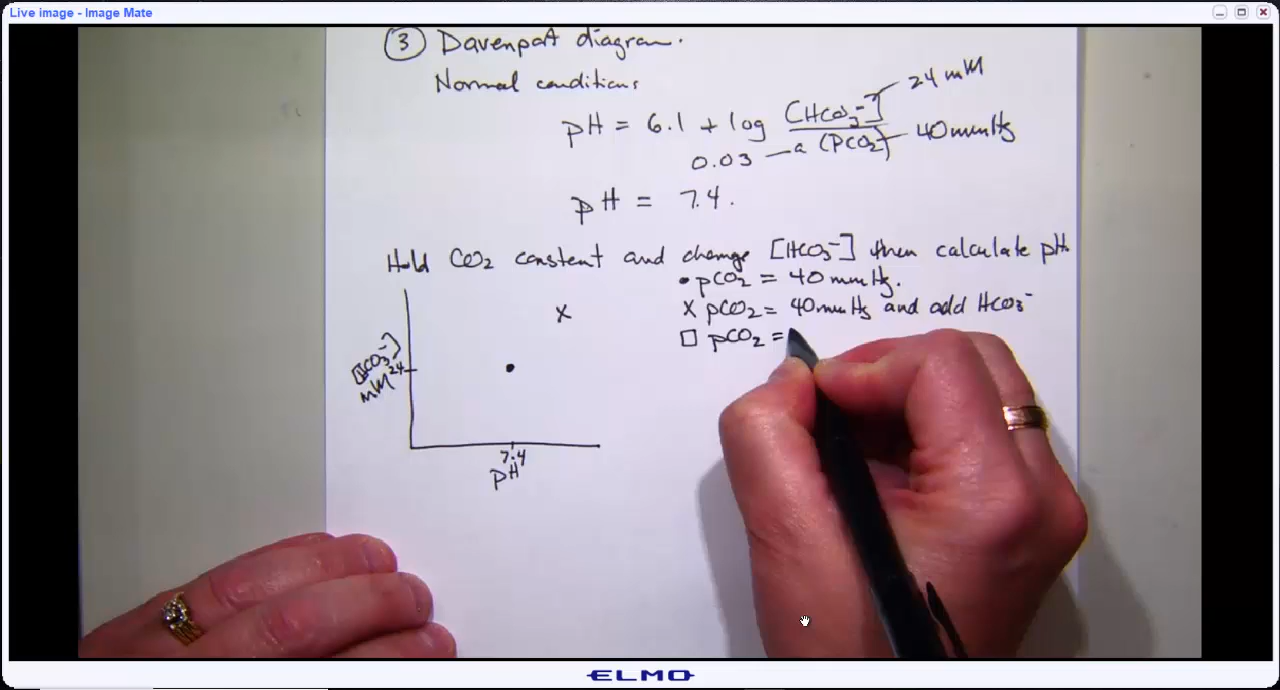 Live image - Image Mate
③ Davenport diagram.
Normal conditions
pH = 6.1 + log [HCO3-] 24 mM
0.03 a (PCO2) 40 mmHg
pH = 7.4.
Hold CO2 constant and change [HCO3-] then calculate pH.
• pCO2 = 40 mmHg.
X pCO2 = 40 mmHg and add HCO3-
□ pCO2 =
X
[HCO3-]
mM 24
7.4
pH
ELMO